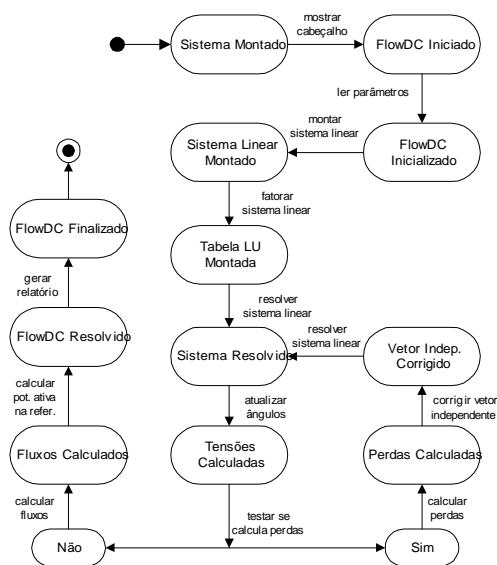 mostrar
cabeçalho
Sistema Montado
FlowDC Iniciado
ler parâmetros
montar
sistema linear
Sistema Linear
Montado
FlowDC
Inicializado
fatorar
sistema linear
FlowDC Finalizado
Tabela LU
Montada
gerar
relatório
resolver
sistema linear
resolver
sistema linear
FlowDC Resolvido
Sistema Resolvido
Vetor Indep.
Corrigido
calcular
pot. ativa
na refer.
atualizar
ângulos
corrigir vetor
independente
Fluxos Calculados
Tensões
Calculadas
Perdas Calculadas
calcular
fluxos
testar se
calcula perdas
calcular
perdas
Não
Sim